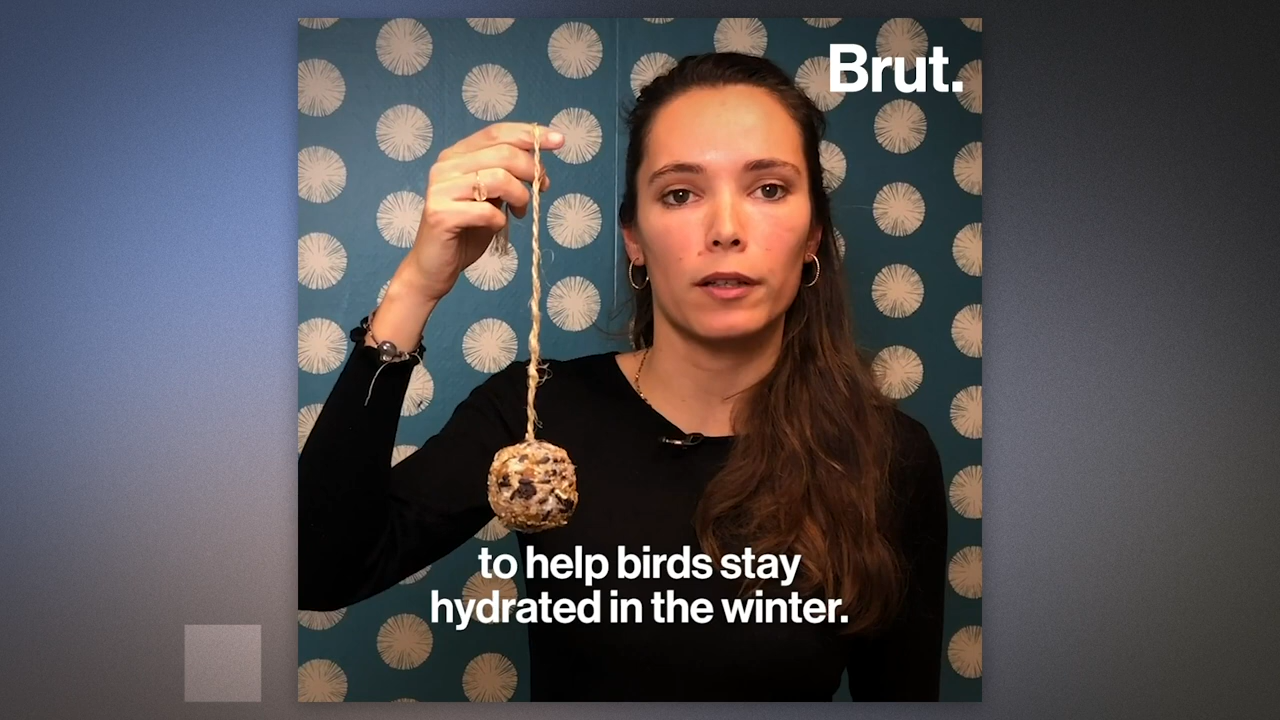 Brut.
to help birds stay
hydrated in the winter.